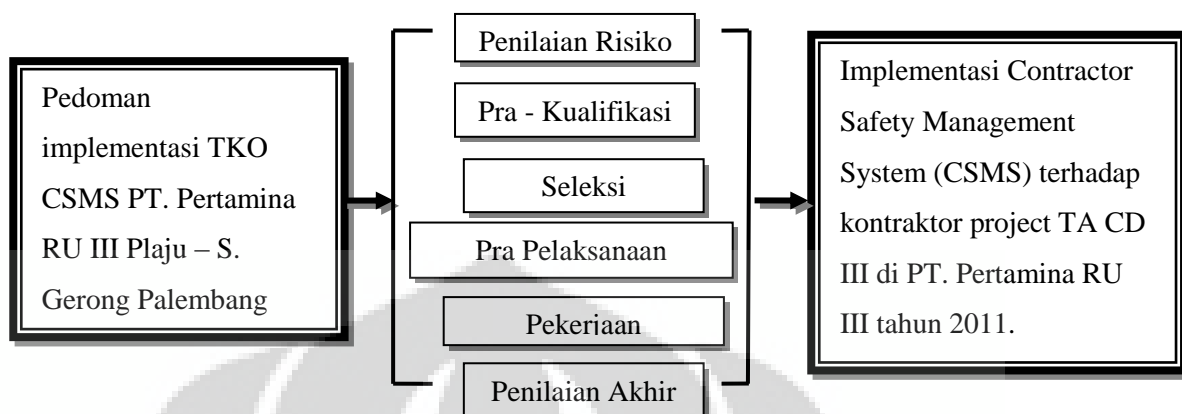 Pedoman
implementasi TKO
CSMS PT. Pertamina
RU III Plaju – S.
Gerong Palembang
Penilaian Risiko
Pra - Kualifikasi
Seleksi
Pra Pelaksanaan
Pekerjaan
Penilaian Akhir
Implementasi Contractor
Safety Management
System (CSMS) terhadap
kontraktor project TA CD
III di PT. Pertamina RU
III tahun 2011.